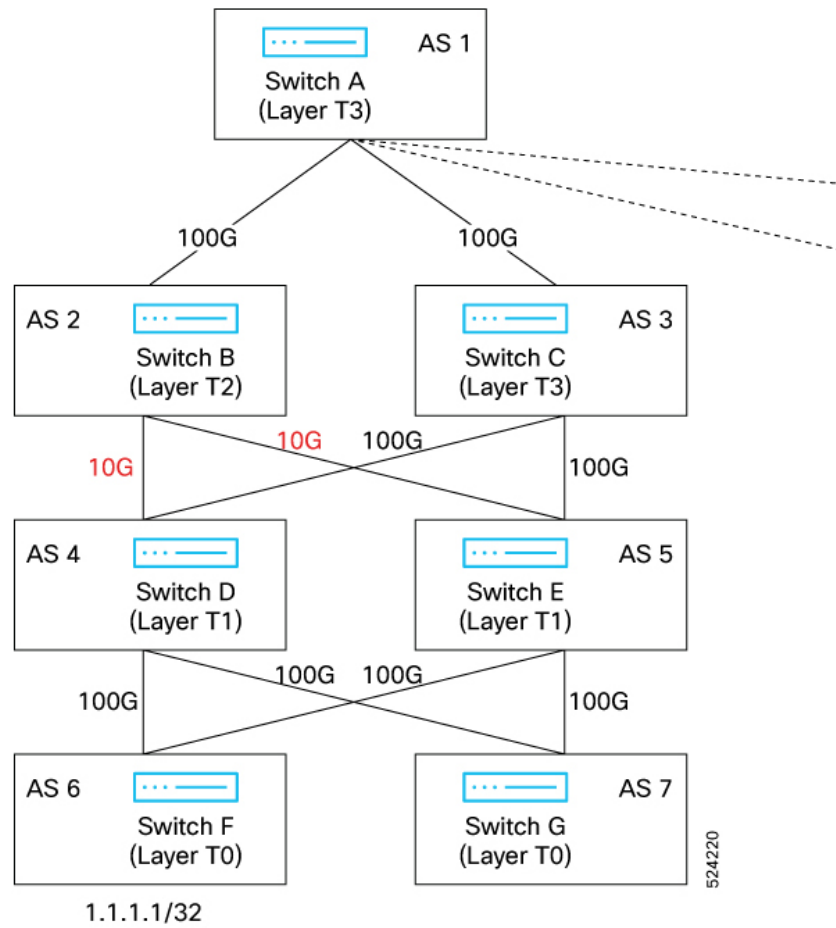 AS 1
Switch A
(Layer T3)
100G
100G
AS 2
Switch B
(Layer T2)
AS 3
Switch C
(Layer T3)
10G
100G
10G
100G
AS 4
Switch D
(Layer T1)
AS 5
Switch E
(Layer T1)
100G
100G
100G
100G
AS 6
Switch F
(Layer T0)
AS 7
Switch G
(Layer T0)
524220
1.1.1.1/32